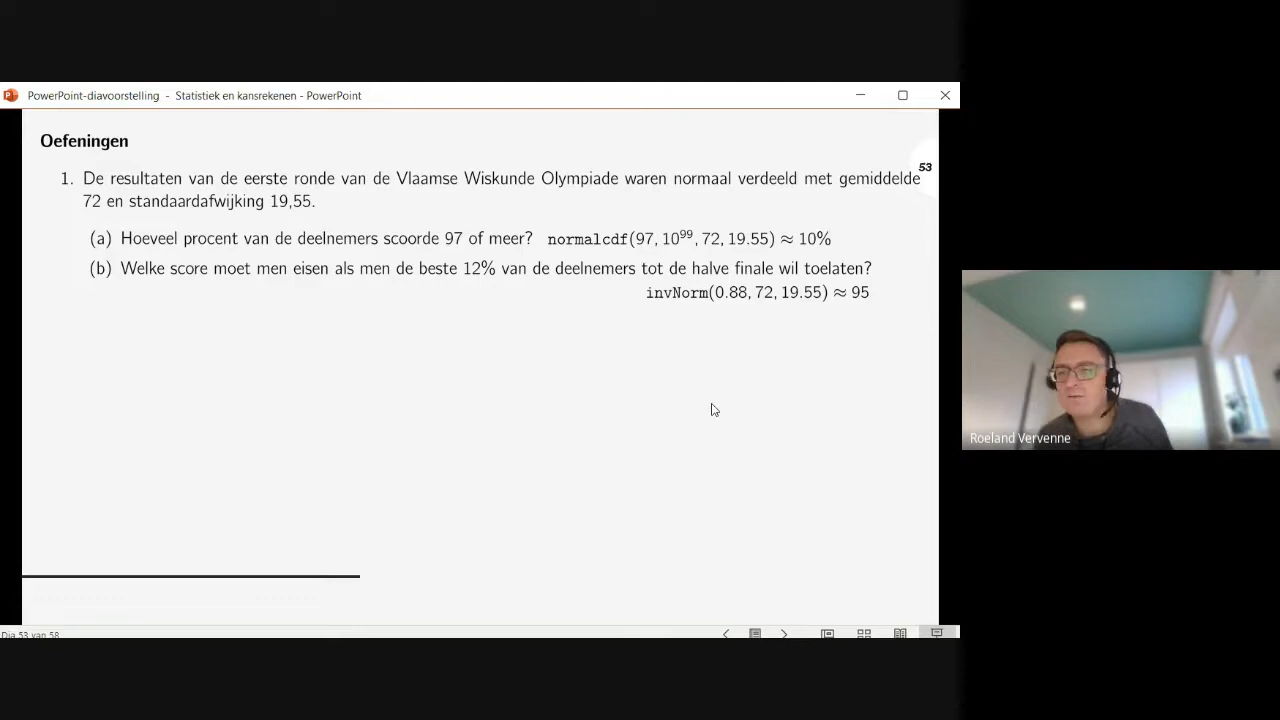 PowerPoint-diavoorstelling - Statistiek en kansrekenen - PowerPoint
Oefeningen
53
1. De resultaten van de eerste ronde van de Vlaamse Wiskunde Olympiade waren normaal verdeeld met gemiddelde
72 en standaardafwijking 19,55.
(a) Hoeveel procent van de deelnemers scoorde 97 of meer? normalcdf(97, 10⁹⁹, 72, 19.55) ≈ 10%
(b) Welke score moet men eisen als men de beste 12% van de deelnemers tot de halve finale wil toelaten?
invNorm(0.88, 72, 19.55) ≈ 95
Roeland Vervenne
Dia 53 van 58